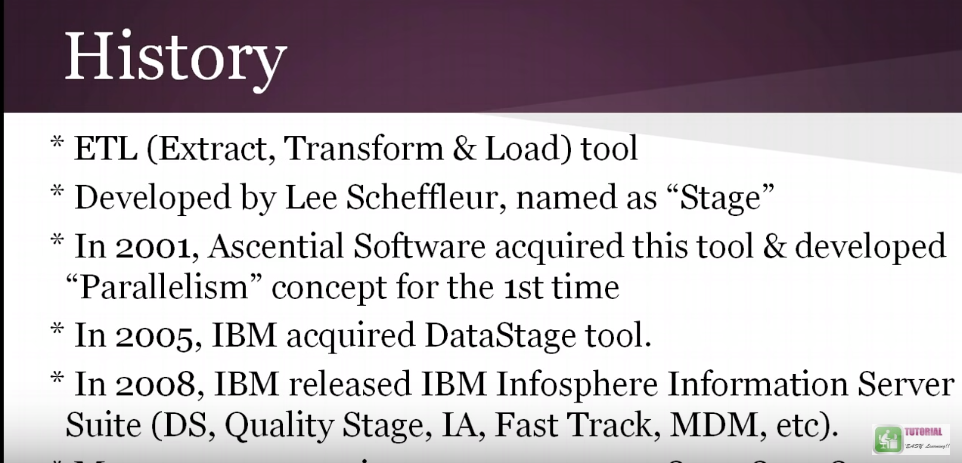 History
* ETL (Extract, Transform & Load) tool
* Developed by Lee Scheffleur, named as “Stage”
* In 2001, Ascential Software acquired this tool & developed
“Parallelism” concept for the 1st time
* In 2005, IBM acquired DataStage tool.
* In 2008, IBM released IBM Infosphere Information Server
Suite (DS, Quality Stage, IA, Fast Track, MDM, etc).
TUTORIAL
EASY Learning!!